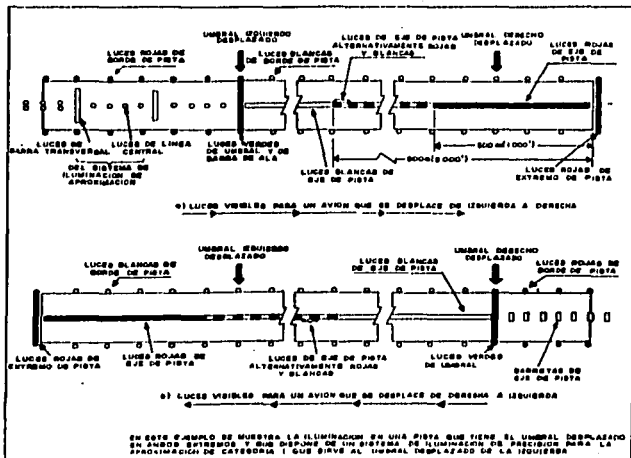 UMBRAL IZQUIERDO
DESPLAZADO
LUCES ROJAS DE
BORDE DE PISTA
LUCES BLANCAS
DE BORDE DE PISTA
LUCES DE EJE DE PISTA
ALTERNATIVAMENTE ROJAS
Y BLANCAS
UMBRAL DERECHO
DESPLAZADO
LUCES ROJAS
DE EJE DE
PISTA
LUCES DE
BARRA TRANSVERSAL
LUCES DE LINEA
CENTRAL
DEL SISTEMA DE
ILUMINACION DE
APROXIMACION
LUCES VERDES
DE UMBRAL Y DE
BARRA DE ALA
LUCES BLANCAS
DE EJE DE PISTA
LUCES ROJAS DE
EXTREMO DE PISTA
a) LUCES VISIBLES PARA UN AVION QUE SE DESPLACE DE IZQUIERDA A DERECHA
LUCES BLANCAS DE
BORDE DE PISTA
UMBRAL IZQUIERDO
DESPLAZADO
LUCES BLANCAS
DE EJE DE PISTA
UMBRAL DERECHO
DESPLAZADO
LUCES ROJAS DE
BORDE DE PISTA
LUCES ROJAS DE
EXTREMO DE PISTA
LUCES ROJAS DE
EJE DE PISTA
LUCES DE EJE DE PISTA
ALTERNATIVAMENTE ROJAS
Y BLANCAS
LUCES VERDES
DE UMBRAL
BARRETAS DE
EJE DE PISTA
b) LUCES VISIBLES PARA UN AVION QUE SE DESPLACE DE DERECHA A IZQUIERDA
EN ESTE EJEMPLO SE MUESTRA LA ILUMINACION EN UNA PISTA QUE TIENE EL UMBRAL DESPLAZADO
EN AMBOS EXTREMOS Y QUE DISPONE DE UN SISTEMA DE ILUMINACION DE PRECISION PARA LA
APROXIMACION DE CATEGORIA I QUE SIRVE AL UMBRAL DESPLAZADO DE LA IZQUIERDA